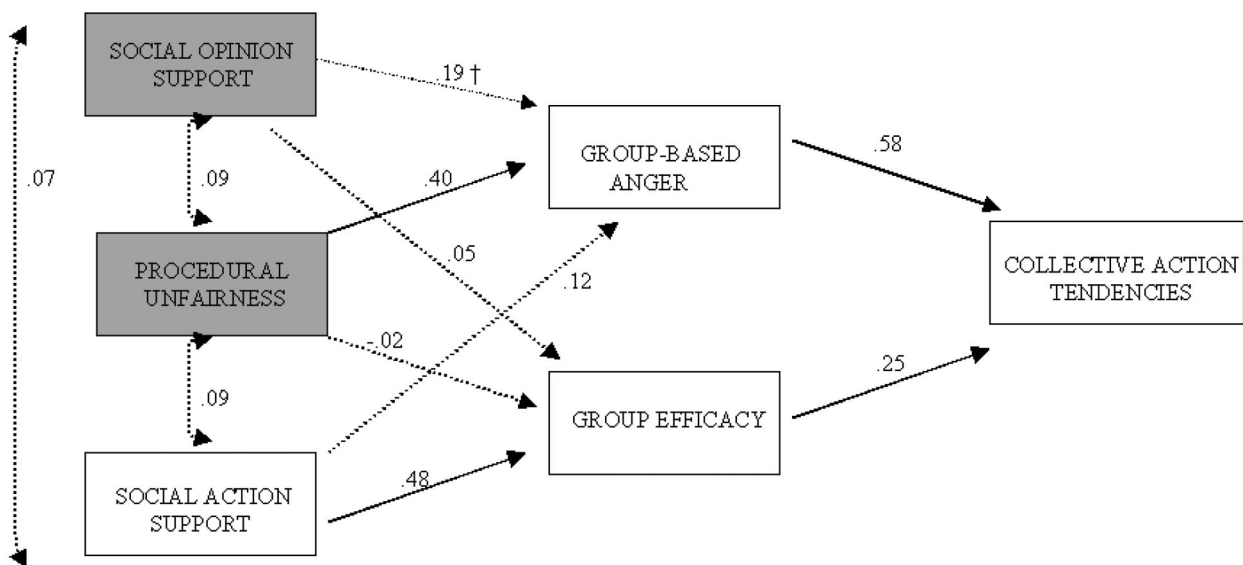 SOCIAL OPINION
SUPPORT
.19 †
GROUP-BASED
ANGER
.58
.07
.09
.40
PROCEDURAL
UNFAIRNESS
.05
.12
COLLECTIVE ACTION
TENDENCIES
-.02
.09
GROUP EFFICACY
.25
SOCIAL ACTION
SUPPORT
.48